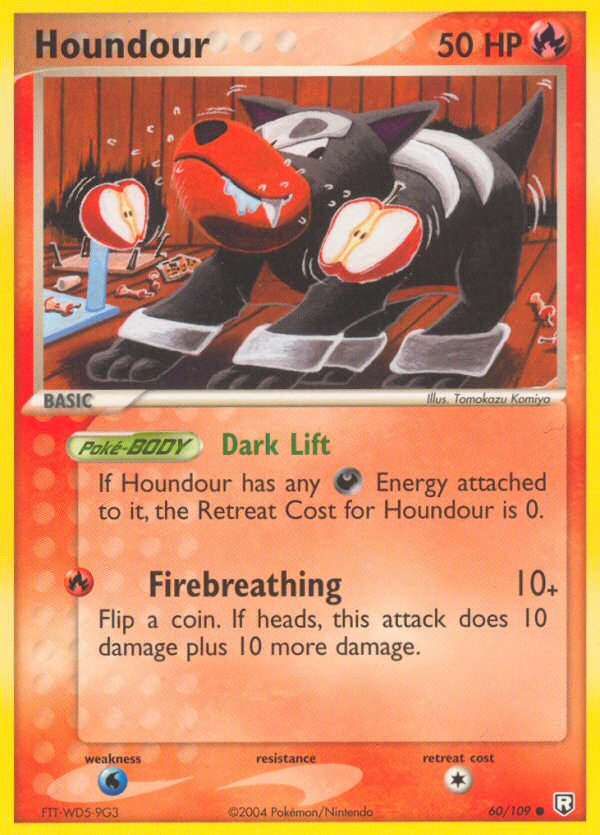 Houndour 50 HP
BASIC
Illus. Tomokazu Komiya
Poké-BODY Dark Lift
If Houndour has any Energy attached
to it, the Retreat Cost for Houndour is 0.
Firebreathing 10+
Flip a coin. If heads, this attack does 10
damage plus 10 more damage.
weakness resistance retreat cost
FTT-WD5-9G3 ©2004 Pokémon/Nintendo 60/109 ● R